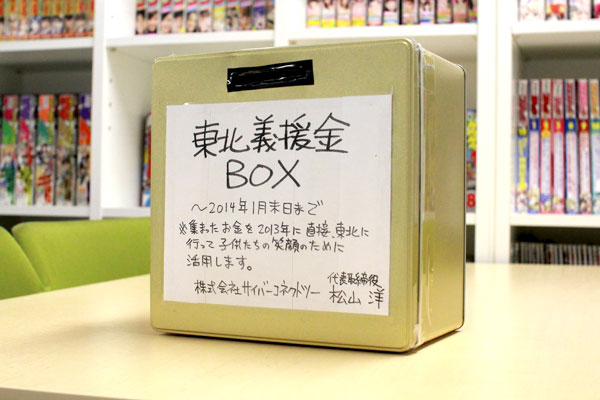 東北義援金
BOX
～2014年1月末日まで
※集まったお金を2013年に直接、東北に
行って子供たちの笑顔のために
活用します。
代表取締役
株式会社サイバーコネクトツー 松山 洋